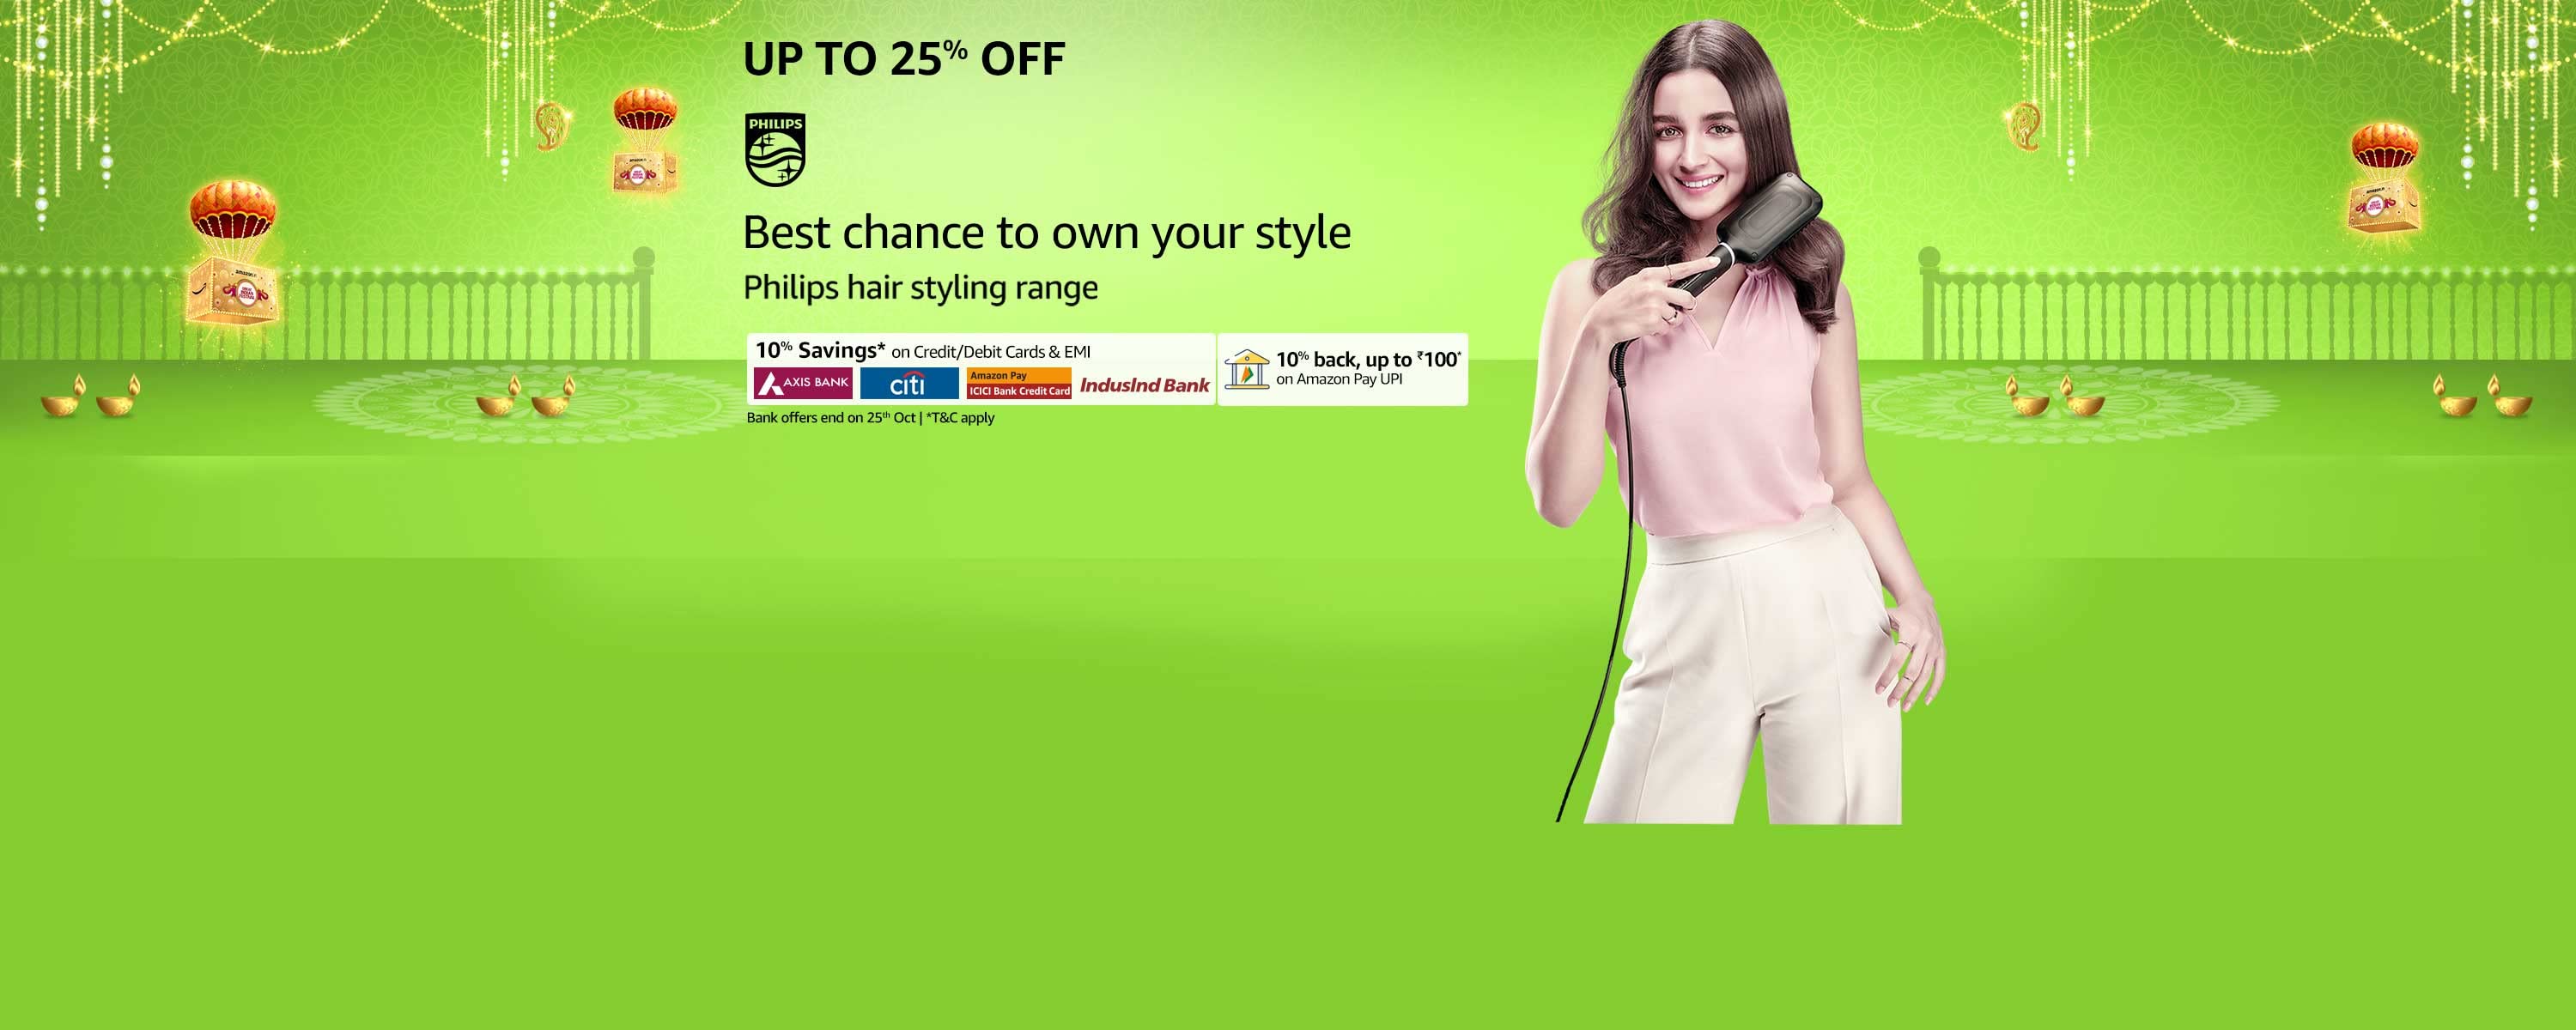 UP TO 25% OFF
PHILIPS
Best chance to own your style
Philips hair styling range
10% Savings* on Credit/Debit Cards & EMI
AXIS BANK
citi
Amazon Pay
ICICI Bank Credit Card
IndusInd Bank
10% back, up to ₹100*
on Amazon Pay UPI
Bank offers end on 25th Oct | *T&C apply